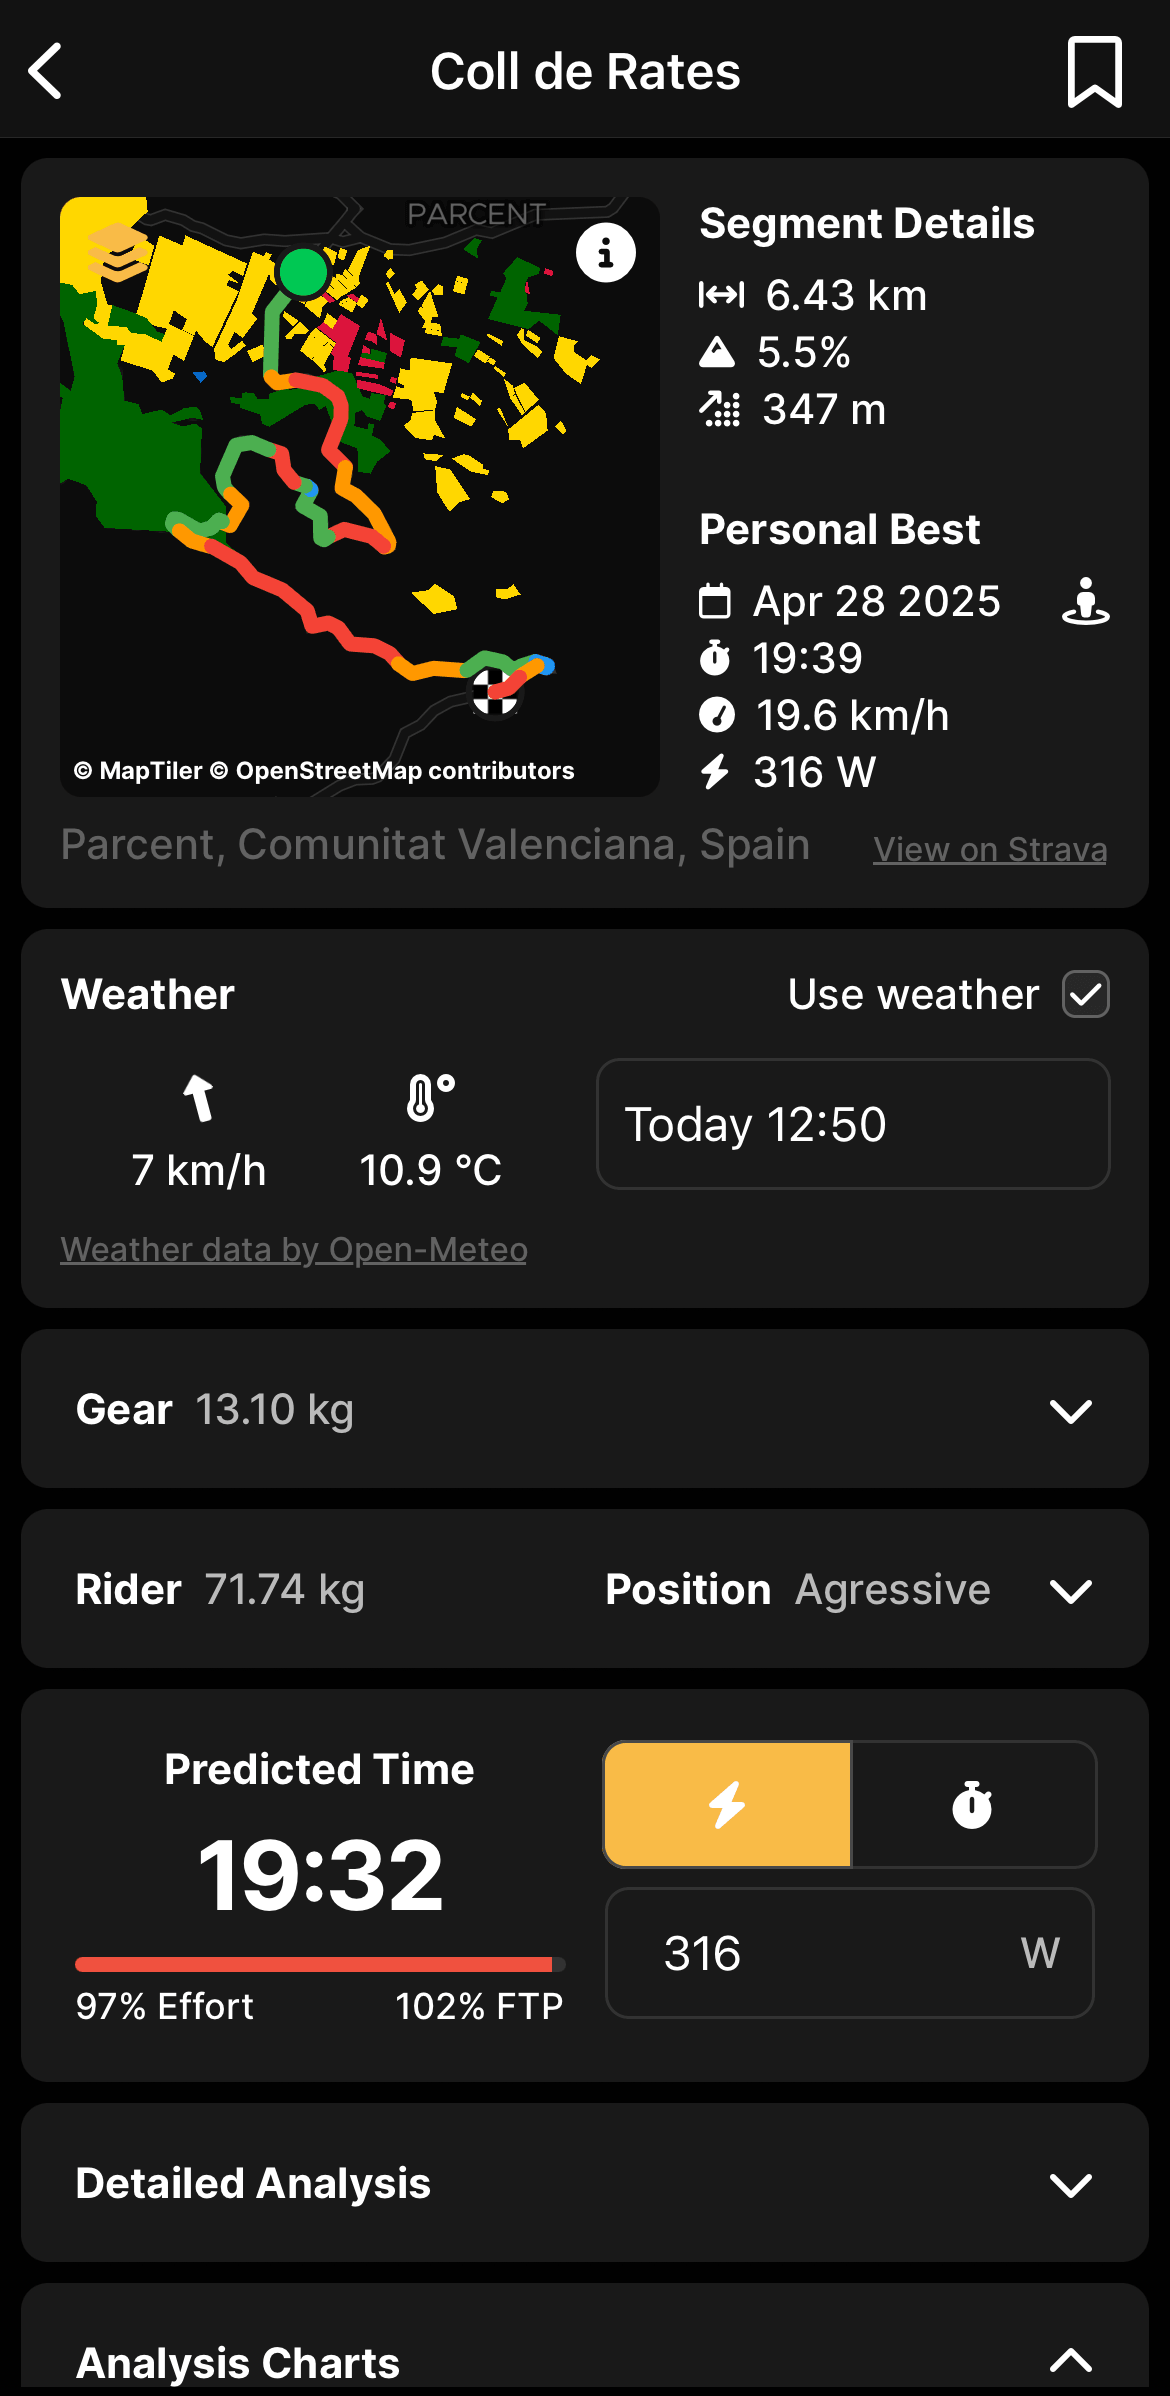 Coll de Rates
PARCENT
© MapTiler © OpenStreetMap contributors
Segment Details
6.43 km
5.5%
347 m
Personal Best
Apr 28 2025
19:39
19.6 km/h
316 W
Parcent, Comunitat Valenciana, Spain
View on Strava
Weather
Use weather
7 km/h
10.9 °C
Today 12:50
Weather data by Open-Meteo
Gear 13.10 kg
Rider 71.74 kg
Position Agressive
Predicted Time
19:32
97% Effort
102% FTP
316 W
Detailed Analysis
Analysis Charts